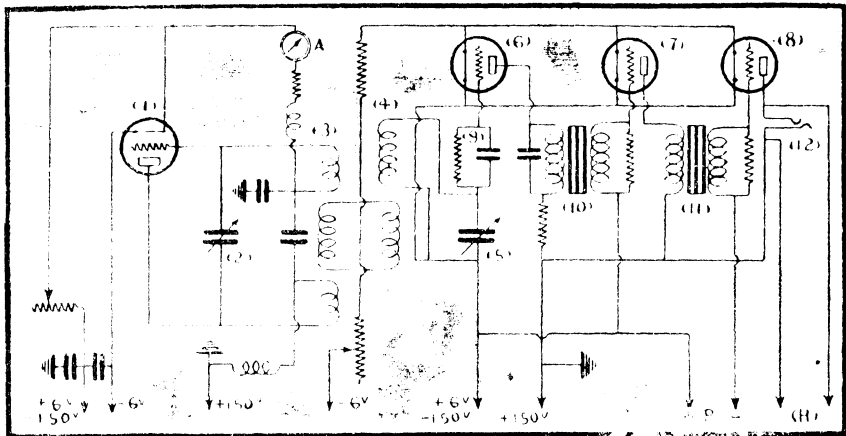 A
(1)
(2)
(3)
(4)
(5)
(6)
(7)
(8)
(9)
(10)
(11)
(12)
+6v
150v
-6v
+150v
-6v
+6v
-150v
+150v
(H)